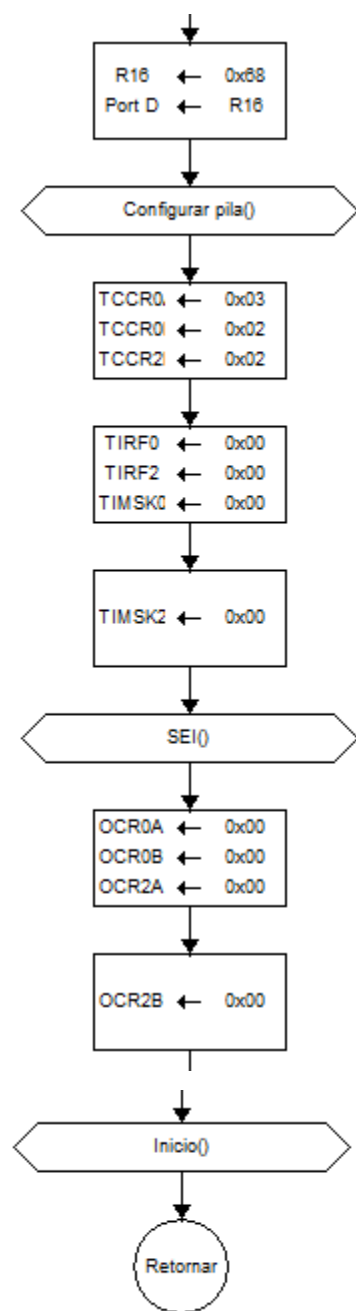 R16 ← 0x68
Port D ← R16
Configurar pila()
TCCR0 ← 0x03
TCCR0 ← 0x02
TCCR2 ← 0x02
TIRF0 ← 0x00
TIRF2 ← 0x00
TIMSK0 ← 0x00
TIMSK2 ← 0x00
SEI()
OCR0A ← 0x00
OCR0B ← 0x00
OCR2A ← 0x00
OCR2B ← 0x00
Inicio()
Retornar